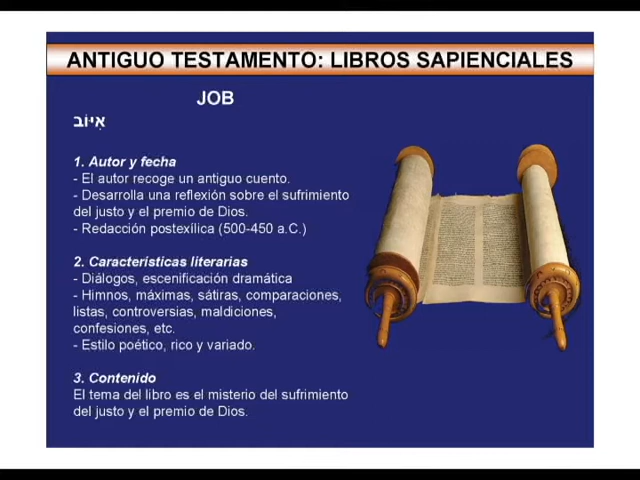 ANTIGUO TESTAMENTO: LIBROS SAPIENCIALES
JOB
אִיּוֹב
1. Autor y fecha
- El autor recoge un antiguo cuento.
- Desarrolla una reflexión sobre el sufrimiento
del justo y el premio de Dios.
- Redacción postexílica (500-450 a.C.)
2. Características literarias
- Diálogos, escenificación dramática
- Himnos, máximas, sátiras, comparaciones,
listas, controversias, maldiciones,
confesiones, etc.
- Estilo poético, rico y variado.
3. Contenido
El tema del libro es el misterio del sufrimiento
del justo y el premio de Dios.